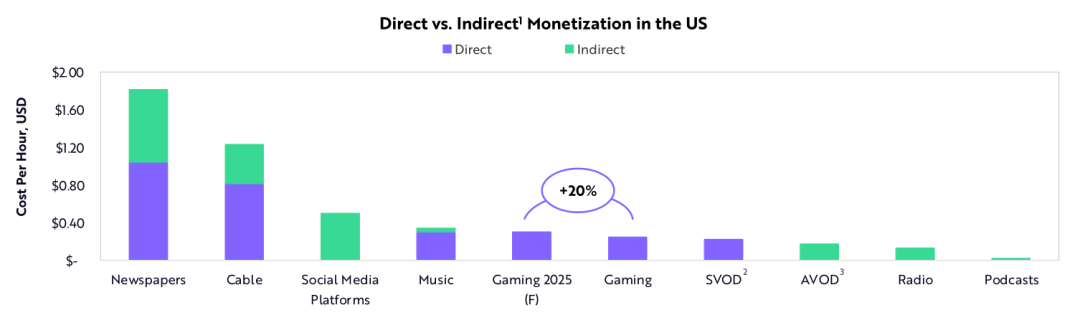 Direct vs. Indirect¹ Monetization in the US
Direct
Indirect
Cost Per Hour, USD
$2.00
$1.60
$1.20
$0.80
$0.40
$-
+20%
Newspapers
Cable
Social Media
Platforms
Music
Gaming 2025
(F)
Gaming
SVOD²
AVOD³
Radio
Podcasts